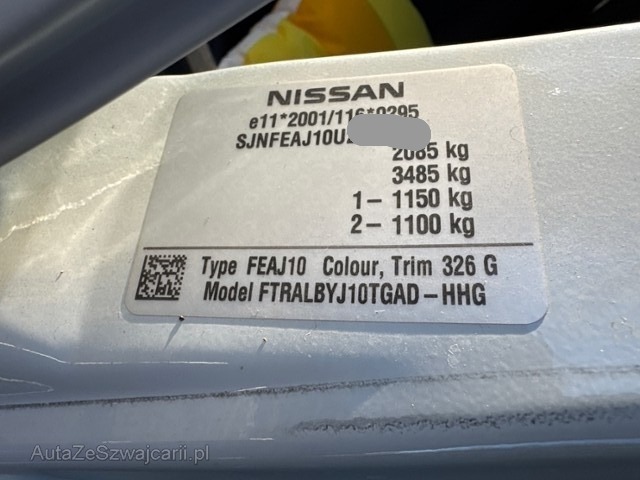 NISSAN
e11*2001/116*0295
SJNFEAJ10U
2085 kg
3485 kg
1 – 1150 kg
2 – 1100 kg
Type FEAJ10 Colour, Trim 326 G
Model FTRALBYJ10TGAD – HHG
AutaZeSzwajcarii.pl